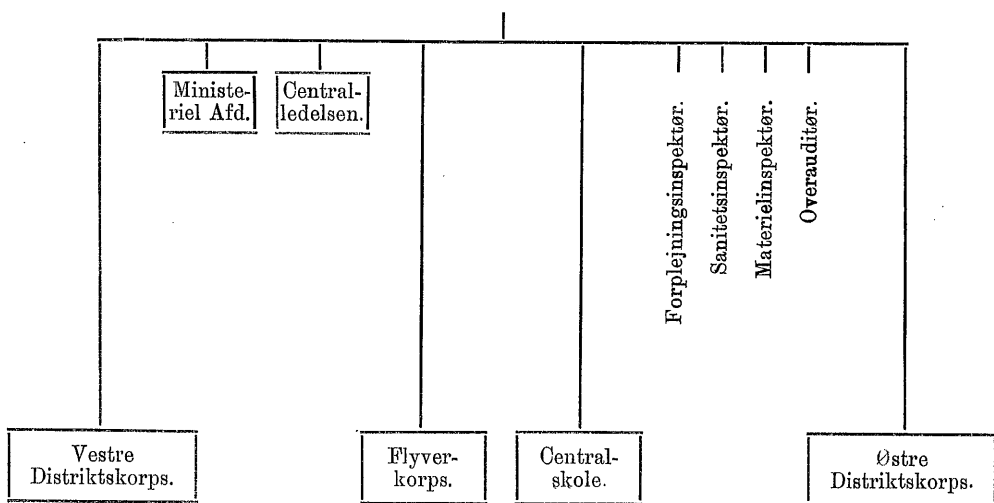 Ministe-
riel Afd.
Central-
ledelsen.
Forplejningsinspektør.
Sanitetsinspektør.
Materielinspektør.
Overauditør.
Vestre
Distriktskorps.
Flyver-
korps.
Central-
skole.
Østre
Distriktskorps.